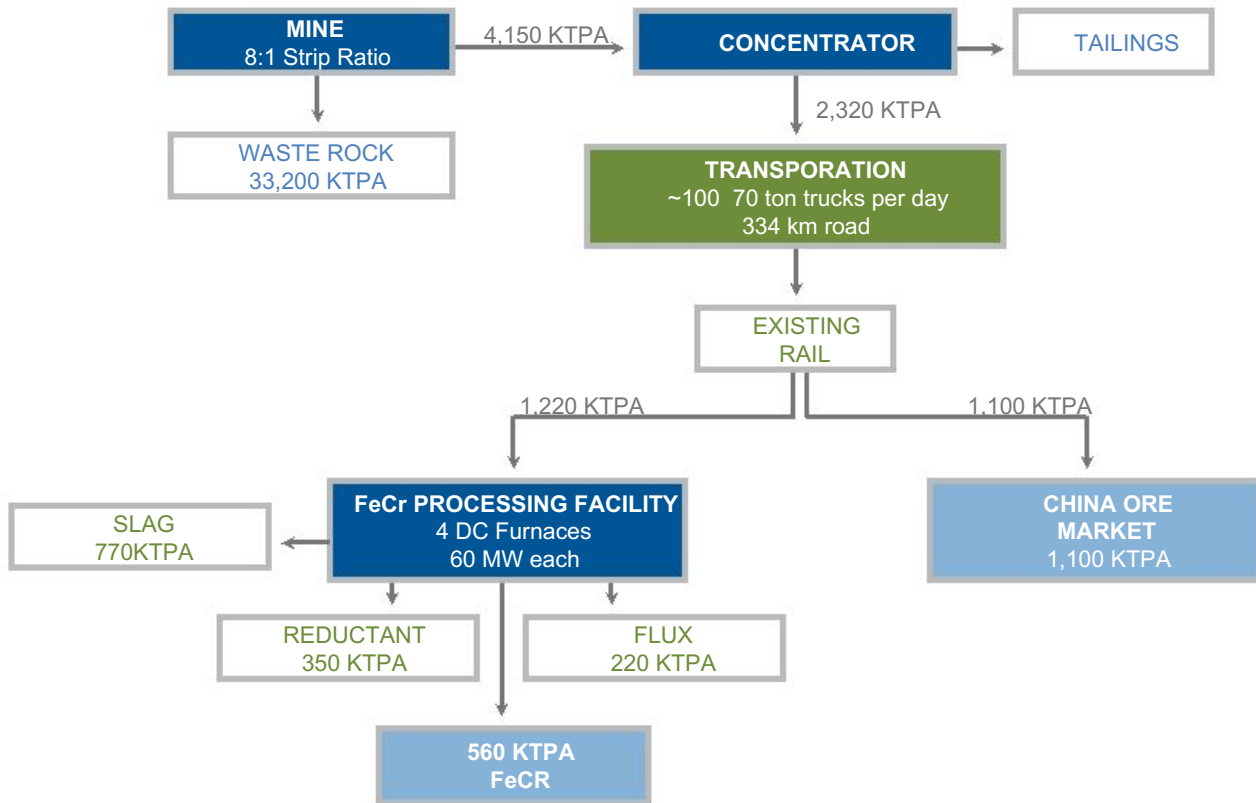 MINE
8:1 Strip Ratio
4,150 KTPA
CONCENTRATOR
TAILINGS
WASTE ROCK
33,200 KTPA
2,320 KTPA
TRANSPORATION
~100 70 ton trucks per day
334 km road
EXISTING
RAIL
1,220 KTPA
1,100 KTPA
FeCr PROCESSING FACILITY
4 DC Furnaces
60 MW each
CHINA ORE
MARKET
1,100 KTPA
SLAG
770KTPA
REDUCTANT
350 KTPA
FLUX
220 KTPA
560 KTPA
FeCR